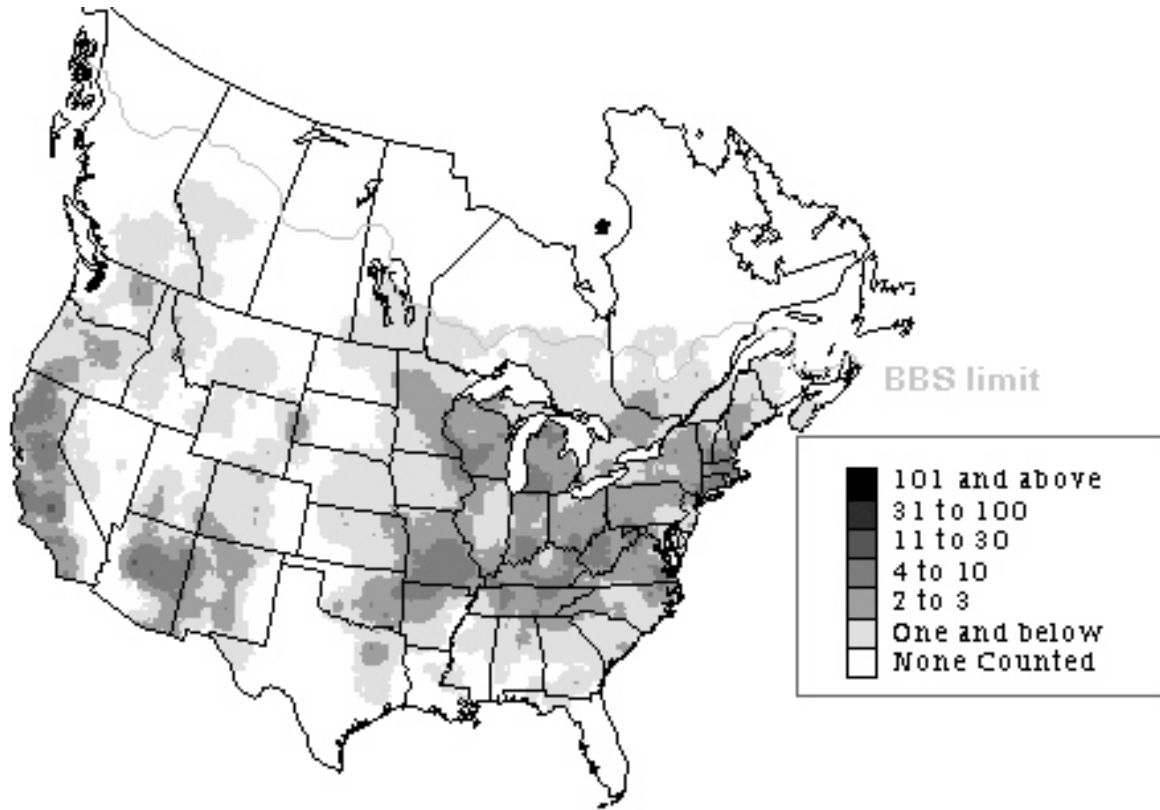 BBS limit
101 and above
31 to 100
11 to 30
4 to 10
2 to 3
One and below
None Counted